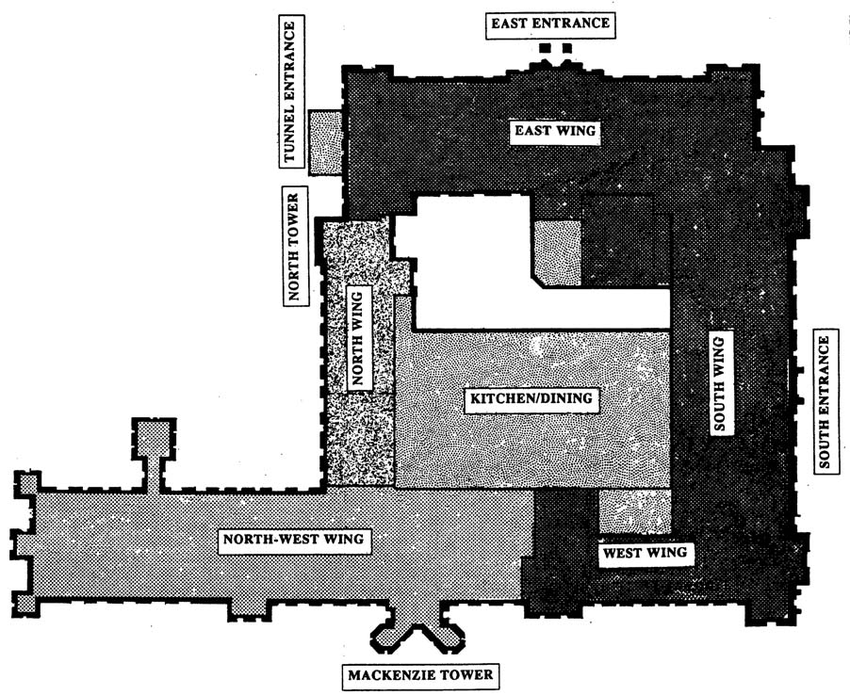 EAST ENTRANCE
TUNNEL ENTRANCE
EAST WING
NORTH TOWER
NORTH WING
SOUTH WING
SOUTH ENTRANCE
KITCHEN/DINING
NORTH-WEST WING
WEST WING
MACKENZIE TOWER